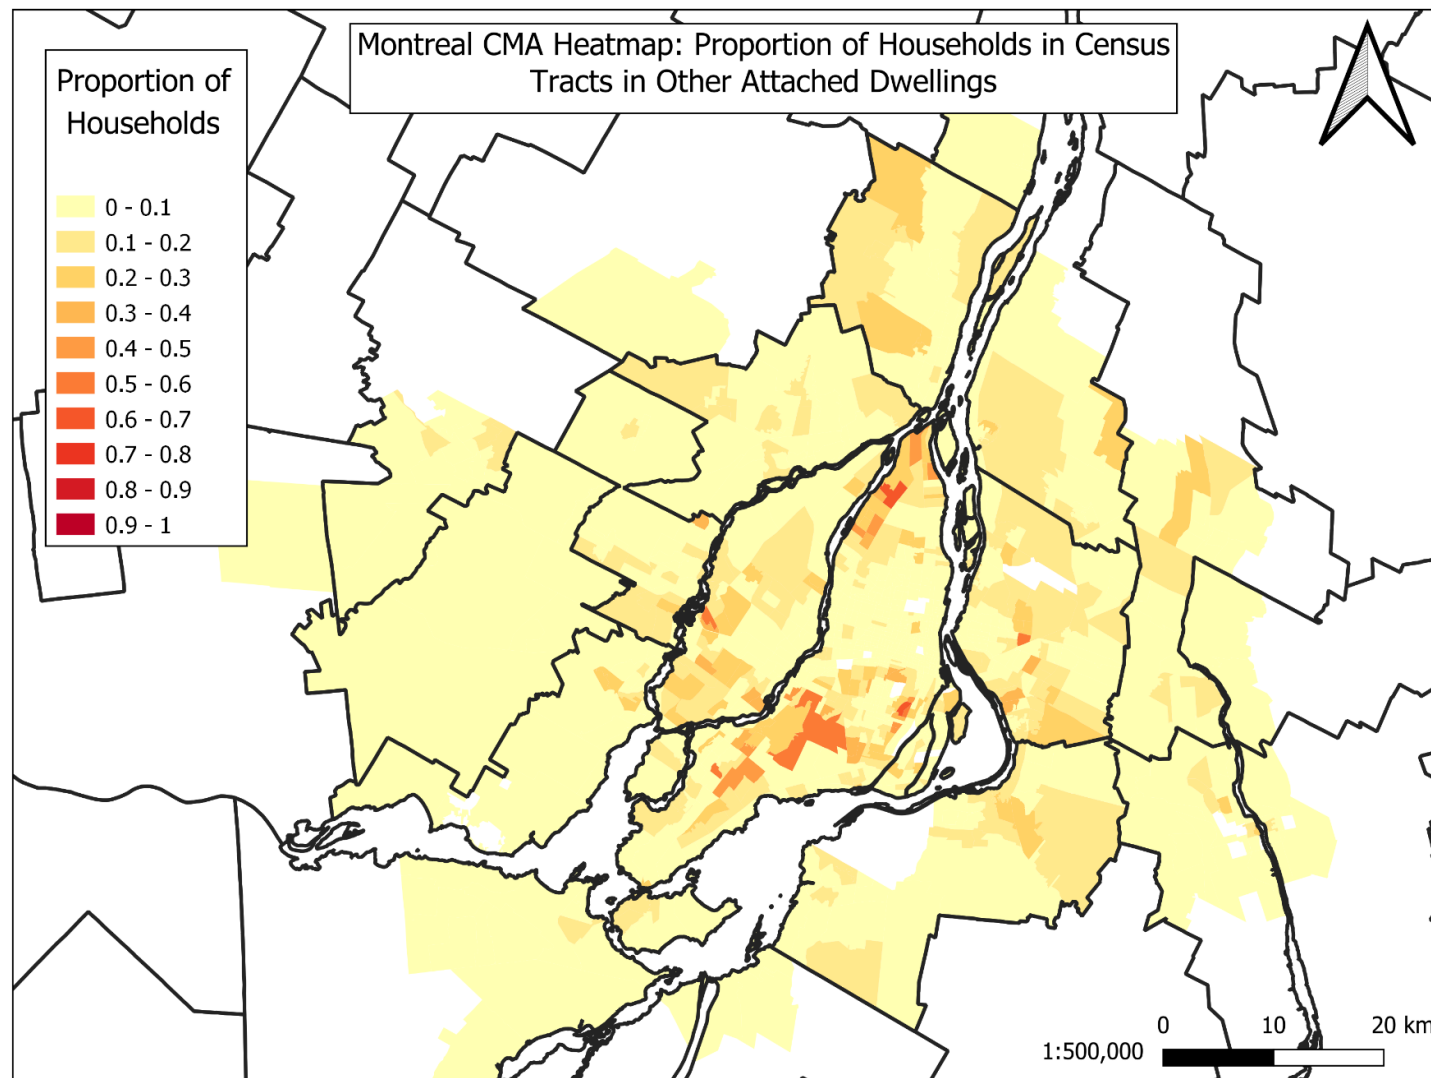 Montreal CMA Heatmap: Proportion of Households in Census
Tracts in Other Attached Dwellings
Proportion of
Households
0 - 0.1
0.1 - 0.2
0.2 - 0.3
0.3 - 0.4
0.4 - 0.5
0.5 - 0.6
0.6 - 0.7
0.7 - 0.8
0.8 - 0.9
0.9 - 1
0 10 20 km
1:500,000